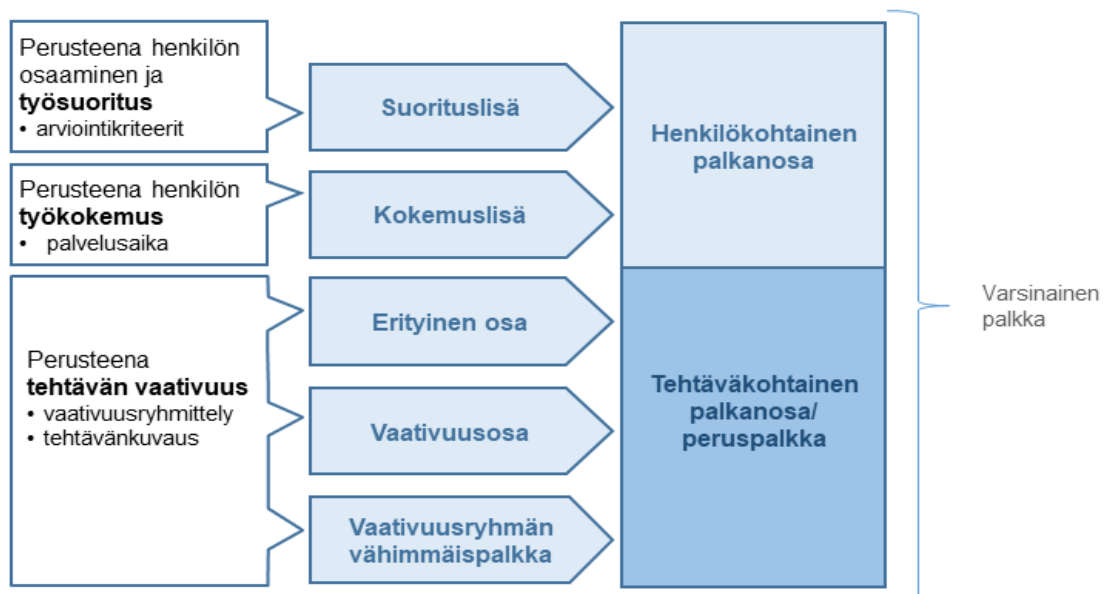 Perusteena henkilön
osaaminen ja
työsuoritus
• arviointikriteerit
Suorituslisä
Henkilökohtainen
palkanosa
Perusteena henkilön
työkokemus
• palvelusaika
Kokemuslisä
Perusteena
tehtävän vaativuus
• vaativuusryhmittely
• tehtävänkuvaus
Erityinen osa
Vaativuusosa
Vaativuusryhmän
vähimmäispalkka
Tehtäväkohtainen
palkanosa/
peruspalkka
Varsinainen
palkka